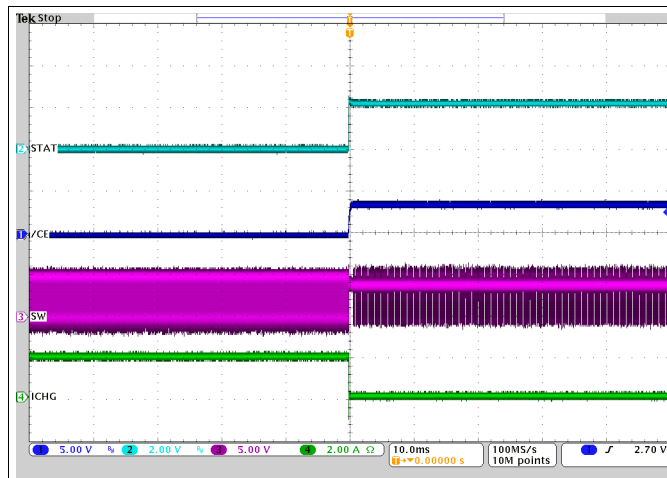 Tek Stop
T
T
2 STAT
1 /CE
3 SW
4 ICHG
1 5.00 V 2 2.00 V 3 5.00 V 4 2.00 A Ω 10.0ms 100MS/s 1 2.70 V
T→▼0.00000 s 10M points